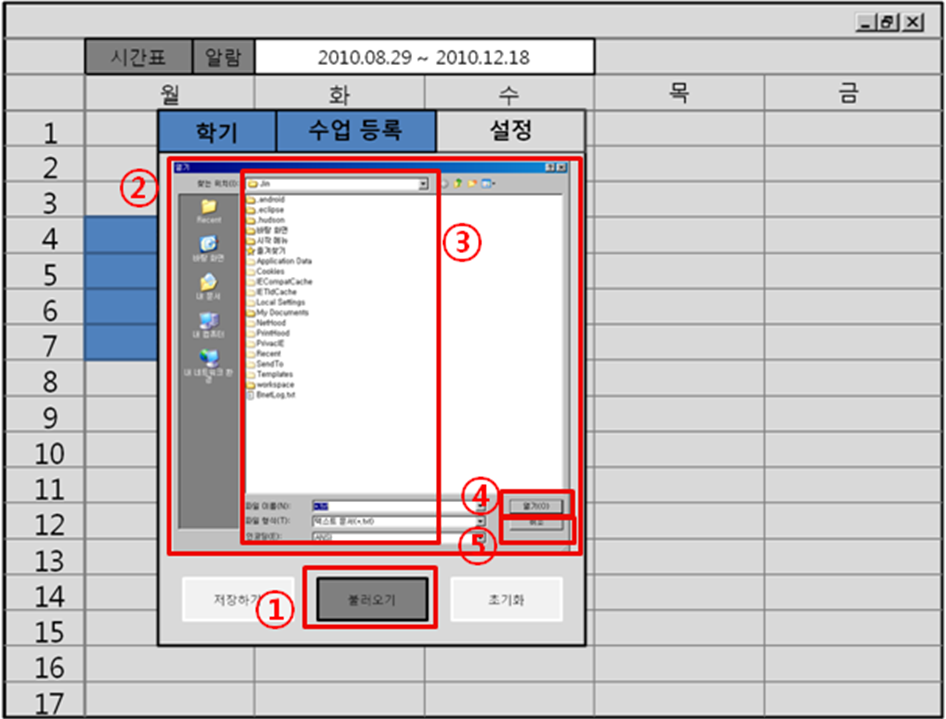 시간표 알람 2010.08.29 ~ 2010.12.18
월 화 수 목 금
학기 수업 등록 설정
1
2
3
4
5
6
7
8
9
10
11
12
13
14
15
16
17
②
열기
찾는 위치(I): Jin
.android
.eclipse
.hudson
바탕 화면
시작 메뉴
즐겨찾기
Application Data
Cookies
IECompatCache
IETldCache
Local Settings
My Documents
NetHood
PrintHood
PrivacIE
Recent
SendTo
Templates
workspace
BnetLog.txt
Recent
바탕 화면
내 문서
내 컴퓨터
내 네트워크 환경
③
④
⑤
파일 이름(N): *.txt
파일 형식(T): 텍스트 문서(*.txt)
인코딩(E): ANSI
열기(O)
취소
저장하기
①
불러오기
초기화